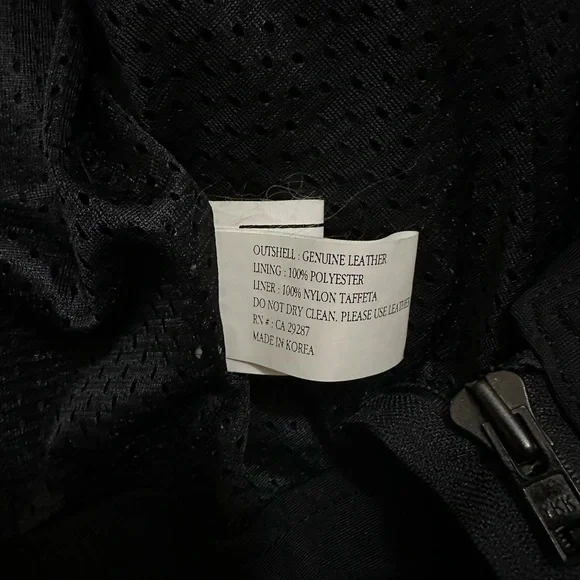 OUTSHELL : GENUINE LEATHER
LINING : 100% POLYESTER
LINER : 100% NYLON TAFFETA
DO NOT DRY CLEAN. PLEASE USE LEATHER
RN # : CA 29287
MADE IN KOREA